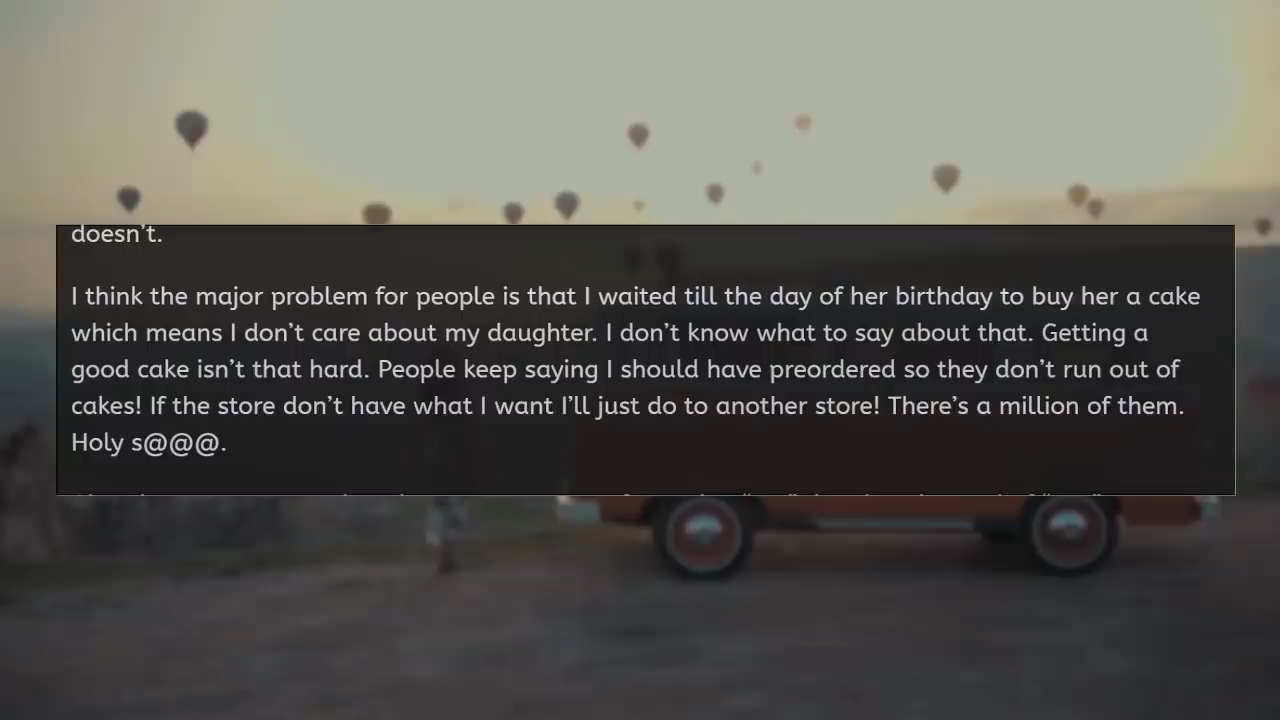 doesn't.
I think the major problem for people is that I waited till the day of her birthday to buy her a cake
which means I don't care about my daughter. I don't know what to say about that. Getting a
good cake isn't that hard. People keep saying I should have preordered so they don't run out of
cakes! If the store don't have what I want I'll just do to another store! There's a million of them.
Holy s@@@.